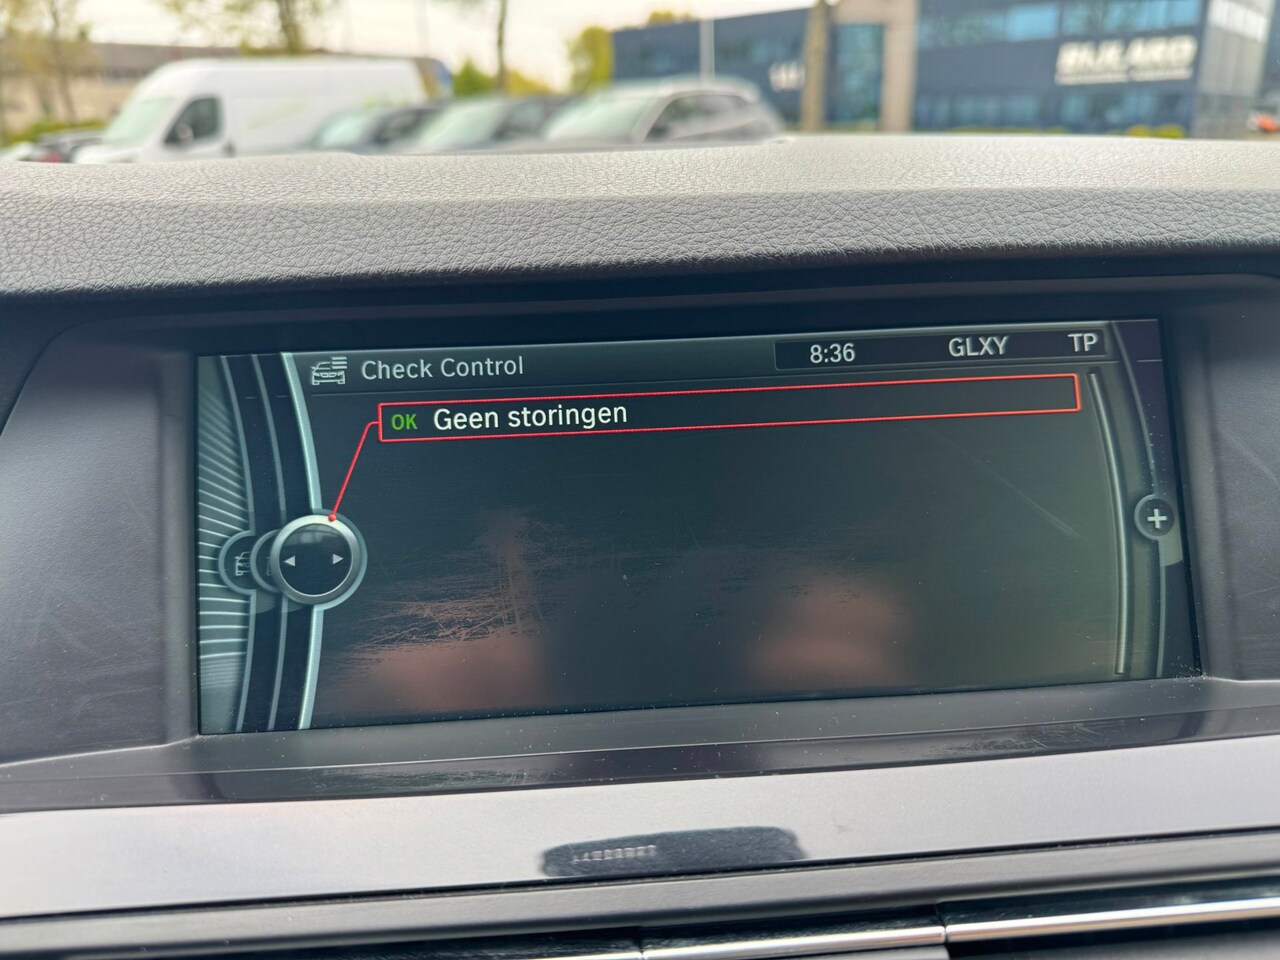 Check Control
8:36
GLXY
TP
OK Geen storingen